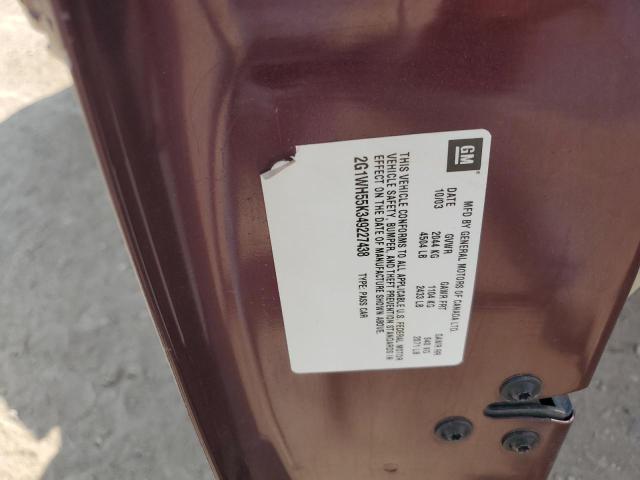 GM
MFD BY GENERAL MOTORS OF CANADA LTD.
DATE GVWR GAWR FRT GAWR RR
10/03 2044 KG 1104 KG 940 KG
4504 LB 2433 LB 2071 LB
THIS VEHICLE CONFORMS TO ALL APPLICABLE U.S. FEDERAL MOTOR
VEHICLE SAFETY, BUMPER, AND THEFT PREVENTION STANDARDS IN
EFFECT ON THE DATE OF MANUFACTURE SHOWN ABOVE.
2G1WH55K349227438 TYPE: PASS CAR